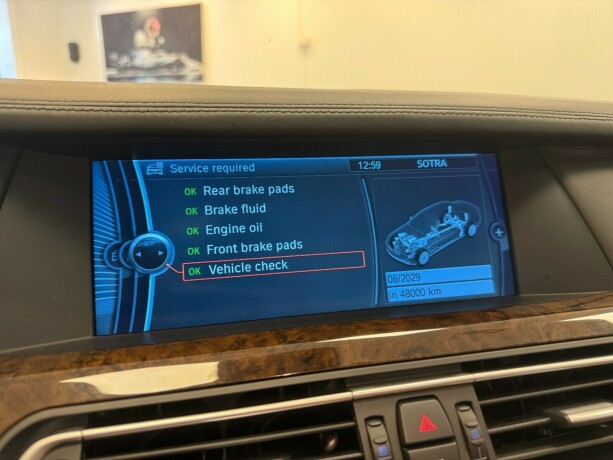 Service required
12:59
SOTRA
OK Rear brake pads
OK Brake fluid
OK Engine oil
OK Front brake pads
OK Vehicle check
06/2029
in 48000 km
E